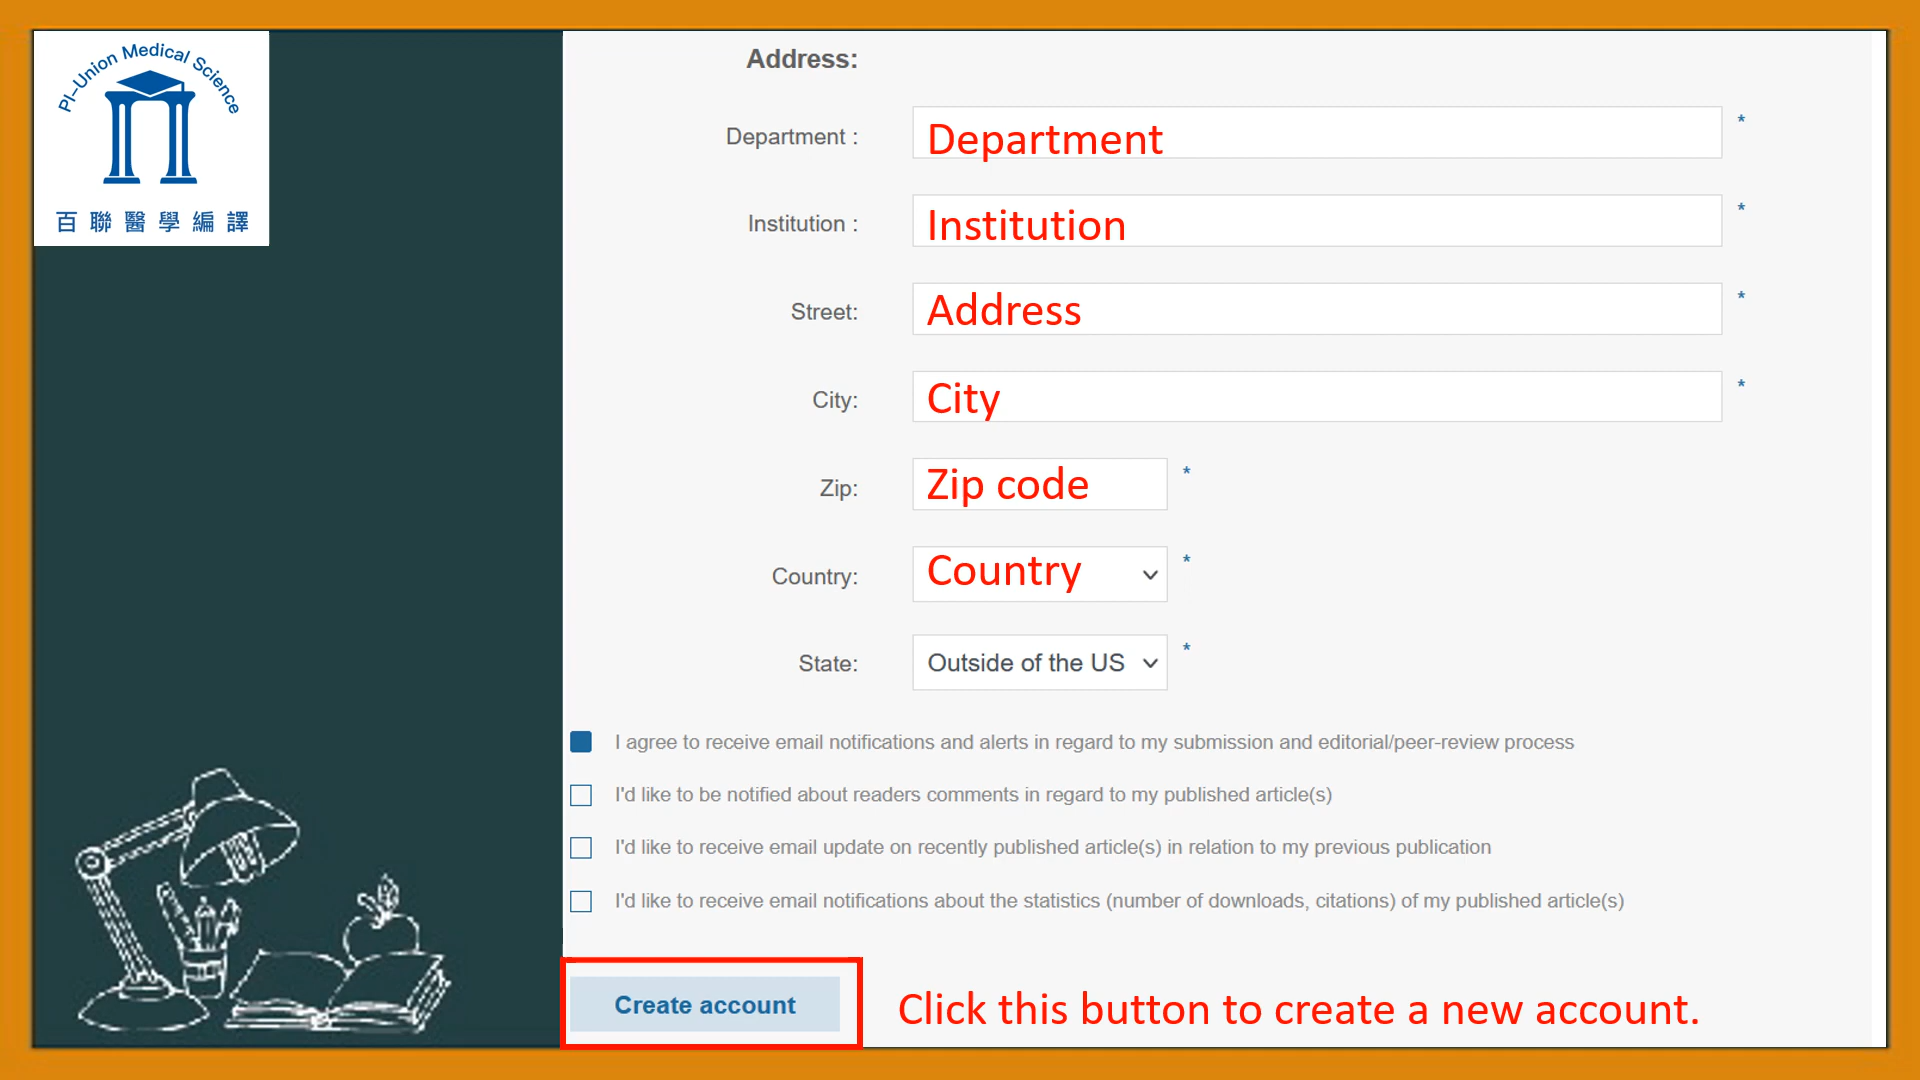 PI-Union Medical Science
百聯醫學編譯
Address:
Department : Department *
Institution : Institution *
Street: Address *
City: City *
Zip: Zip code *
Country: Country *
State: Outside of the US *
I agree to receive email notifications and alerts in regard to my submission and editorial/peer-review process
I'd like to be notified about readers comments in regard to my published article(s)
I'd like to receive email update on recently published article(s) in relation to my previous publication
I'd like to receive email notifications about the statistics (number of downloads, citations) of my published article(s)
Create account Click this button to create a new account.